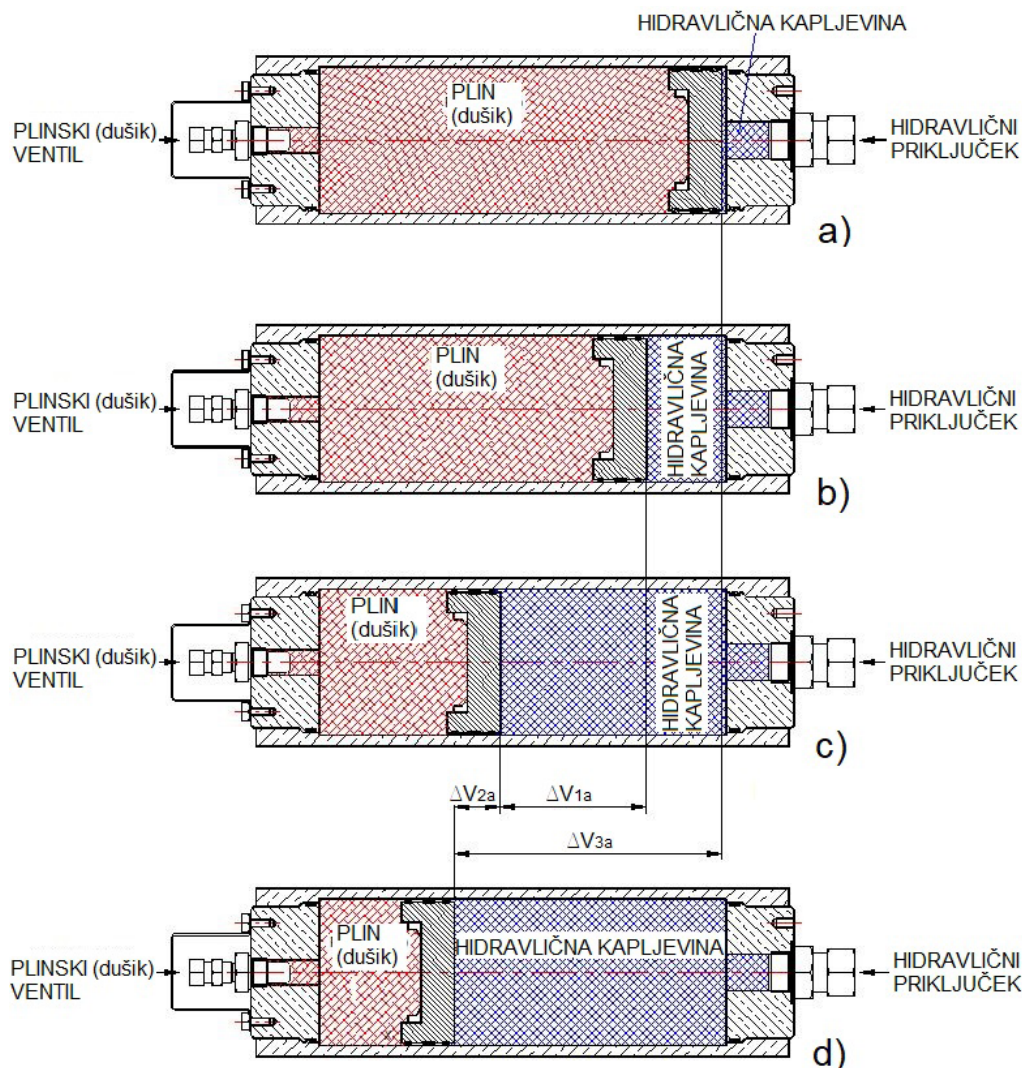 HIDRAVLIČNA KAPLJEVINA
PLIN
(dušik)
PLINSKI (dušik)
VENTIL
HIDRAVLIČNI
PRIKLJUČEK
a)
PLIN
(dušik)
HIDRAVLIČNA
KAPLJEVINA
PLINSKI (dušik)
VENTIL
HIDRAVLIČNI
PRIKLJUČEK
b)
PLIN
(dušik)
HIDRAVLIČNA
KAPLJEVINA
PLINSKI (dušik)
VENTIL
HIDRAVLIČNI
PRIKLJUČEK
c)
ΔV2a
ΔV1a
ΔV3a
PLIN
(dušik)
HIDRAVLIČNA KAPLJEVINA
PLINSKI (dušik)
VENTIL
HIDRAVLIČNI
PRIKLJUČEK
d)